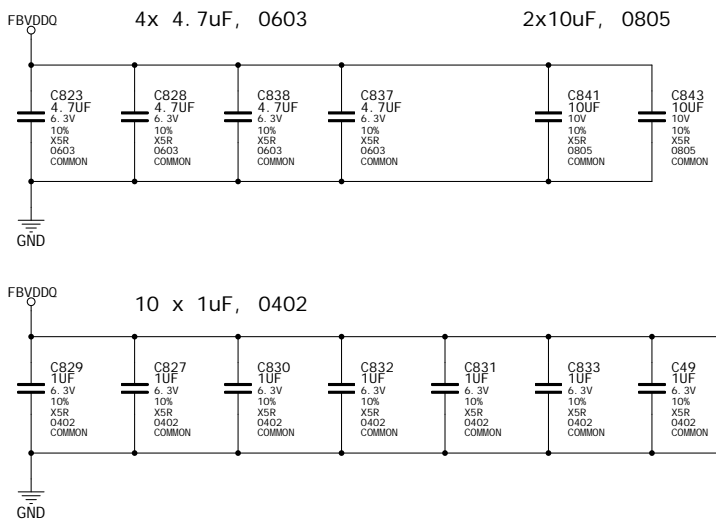 4x 4.7uF, 0603
2x10uF, 0805
FBVDDQ
C823
4.7UF
6.3V
10%
X5R
0603
COMMON
C828
4.7UF
6.3V
10%
X5R
0603
COMMON
C838
4.7UF
6.3V
10%
X5R
0603
COMMON
C837
4.7UF
6.3V
10%
X5R
0603
COMMON
C841
10UF
10V
10%
X5R
0805
COMMON
C843
10UF
10V
10%
X5R
0805
COMMON
GND
FBVDDQ
10 x 1uF, 0402
C829
1UF
6.3V
10%
X5R
0402
COMMON
C827
1UF
6.3V
10%
X5R
0402
COMMON
C830
1UF
6.3V
10%
X5R
0402
COMMON
C832
1UF
6.3V
10%
X5R
0402
COMMON
C831
1UF
6.3V
10%
X5R
0402
COMMON
C833
1UF
6.3V
10%
X5R
0402
COMMON
C49
1UF
6.3V
10%
X5R
0402
COMMON
GND